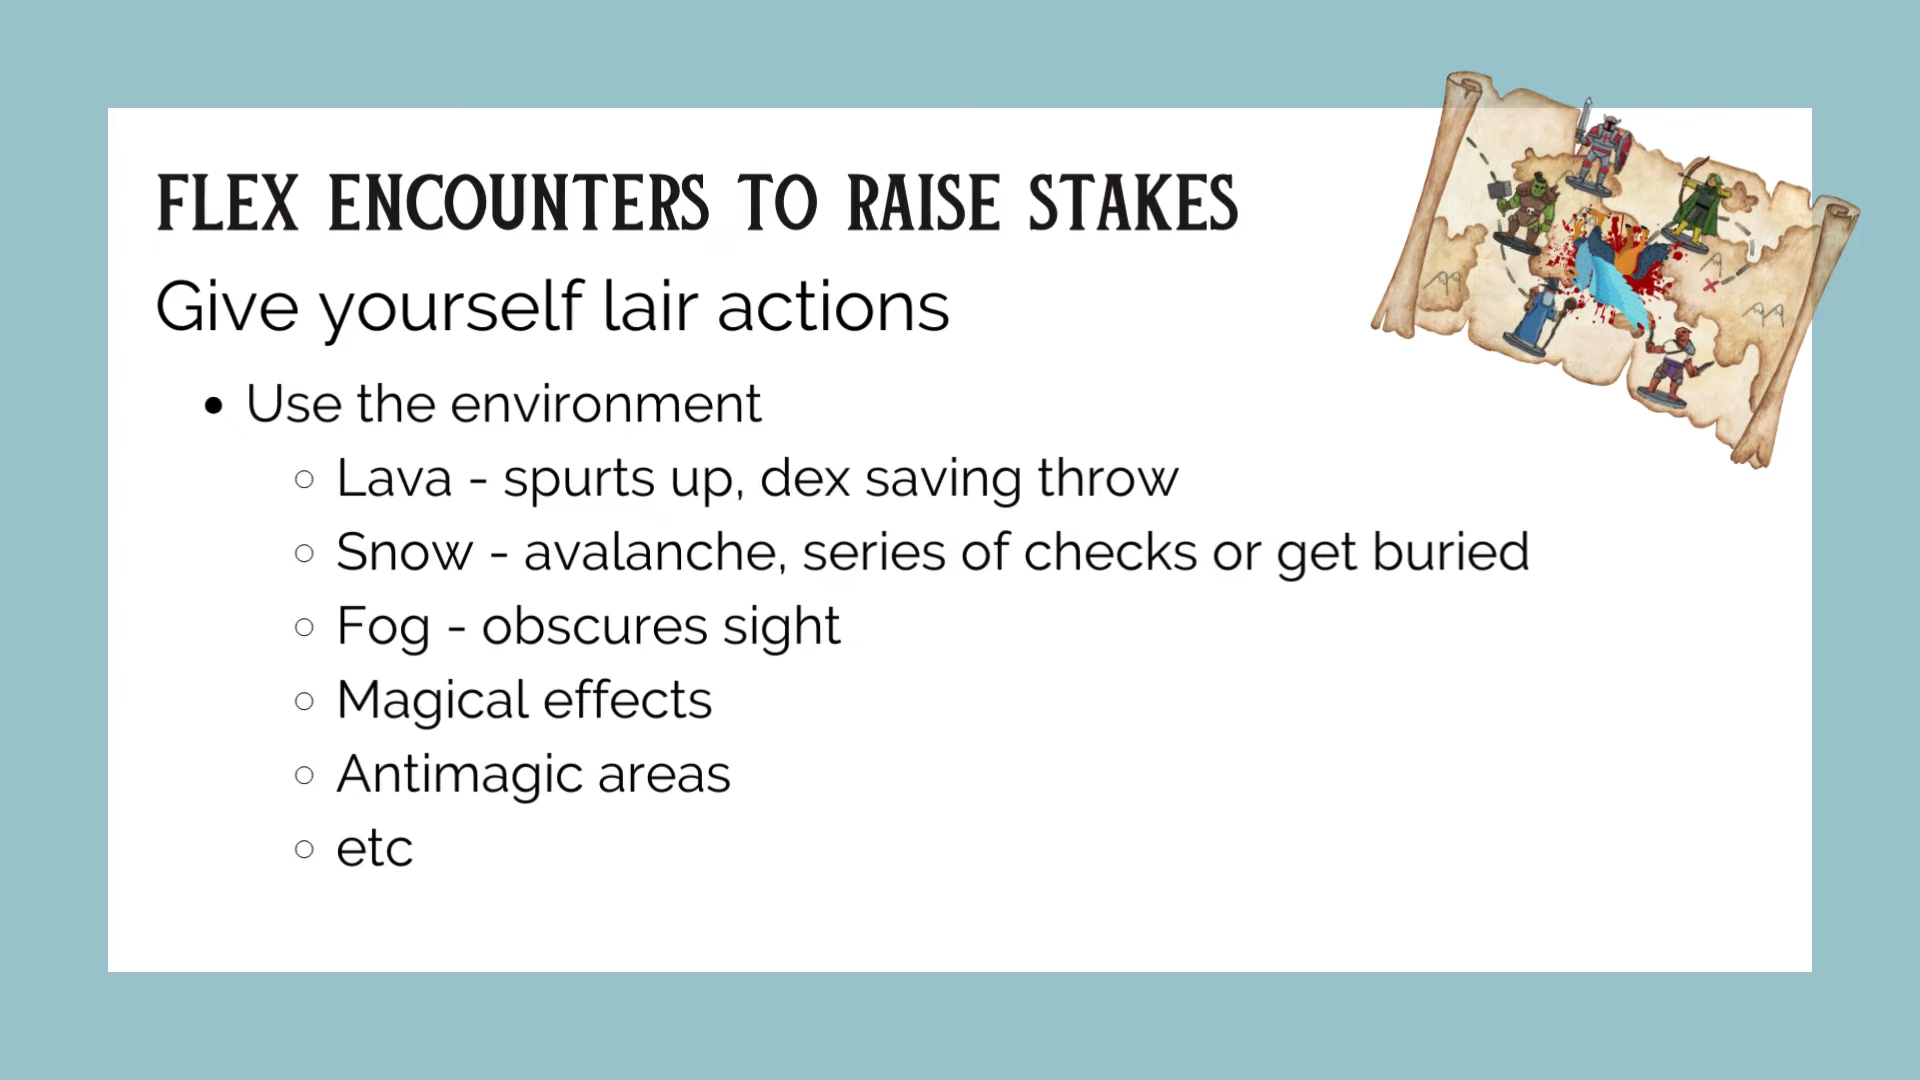 FLEX ENCOUNTERS TO RAISE STAKES
Give yourself lair actions
• Use the environment
○ Lava - spurts up, dex saving throw
○ Snow - avalanche, series of checks or get buried
○ Fog - obscures sight
○ Magical effects
○ Antimagic areas
○ etc